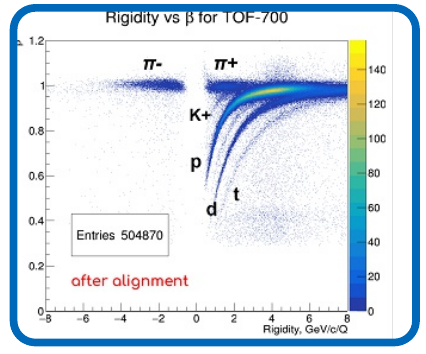 Rigidity vs β for TOF-700
1.2
1
0.8
0.6
0.4
0.2
0
π-
π+
K+
p
d
t
Entries 504870
after alignment
-8
-6
-4
-2
0
2
4
6
8
Rigidity, GeV/c/Q
140
120
100
80
60
40
20
0